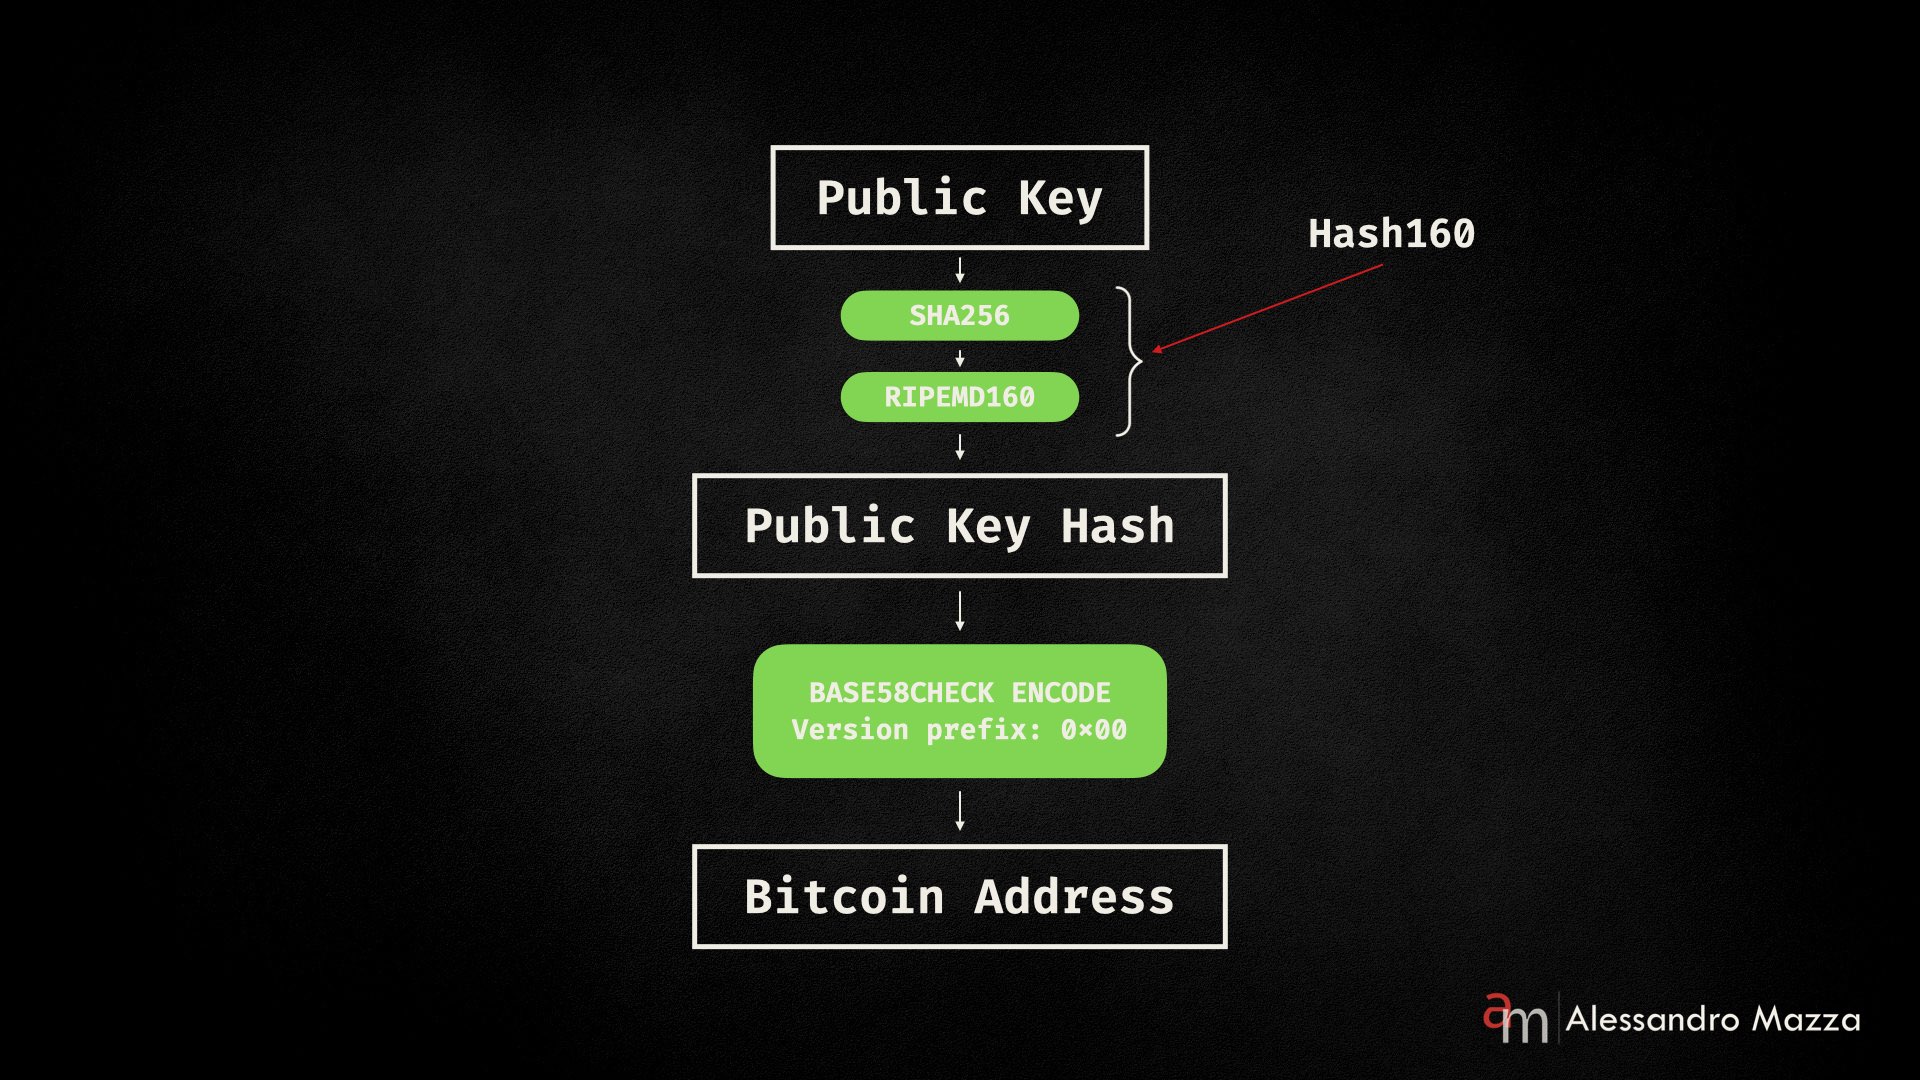 Public Key
Hash160
SHA256
RIPEMD160
Public Key Hash
BASE58CHECK ENCODE
Version prefix: 0×00
Bitcoin Address
am
Alessandro Mazza